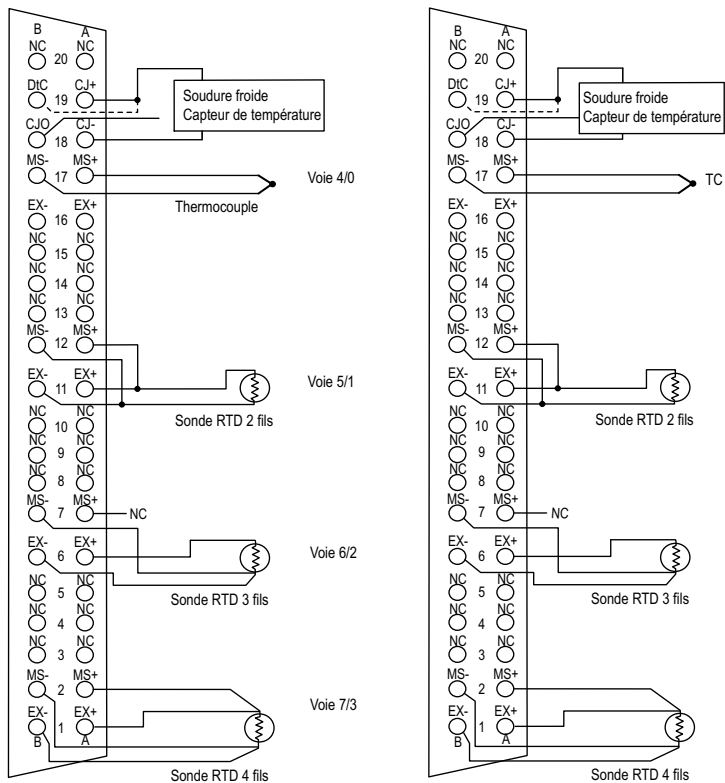 B A
NC 20 NC
DtC 19 CJ+
Soudure froide
Capteur de température
CJO 18 CJ-
MS- 17 MS+
Voie 4/0
Thermocouple
EX- 16 EX+
NC 15 NC
NC 14 NC
NC 13 NC
MS- 12 MS+
EX- 11 EX+
Voie 5/1
Sonde RTD 2 fils
NC 10 NC
NC 9 NC
NC 8 NC
MS- 7 MS+
NC
EX- 6 EX+
Voie 6/2
Sonde RTD 3 fils
NC 5 NC
NC 4 NC
NC 3 NC
MS- 2 MS+
Voie 7/3
EX- 1 EX+
B A
Sonde RTD 4 fils
B A
NC 20 NC
DtC 19 CJ+
Soudure froide
Capteur de température
CJO 18 CJ-
MS- 17 MS+
TC
EX- 16 EX+
NC 15 NC
NC 14 NC
NC 13 NC
MS- 12 MS+
EX- 11 EX+
Sonde RTD 2 fils
NC 10 NC
NC 9 NC
NC 8 NC
MS- 7 MS+
NC
EX- 6 EX+
Sonde RTD 3 fils
NC 5 NC
NC 4 NC
NC 3 NC
MS- 2 MS+
EX- 1 EX+
B A
Sonde RTD 4 fils